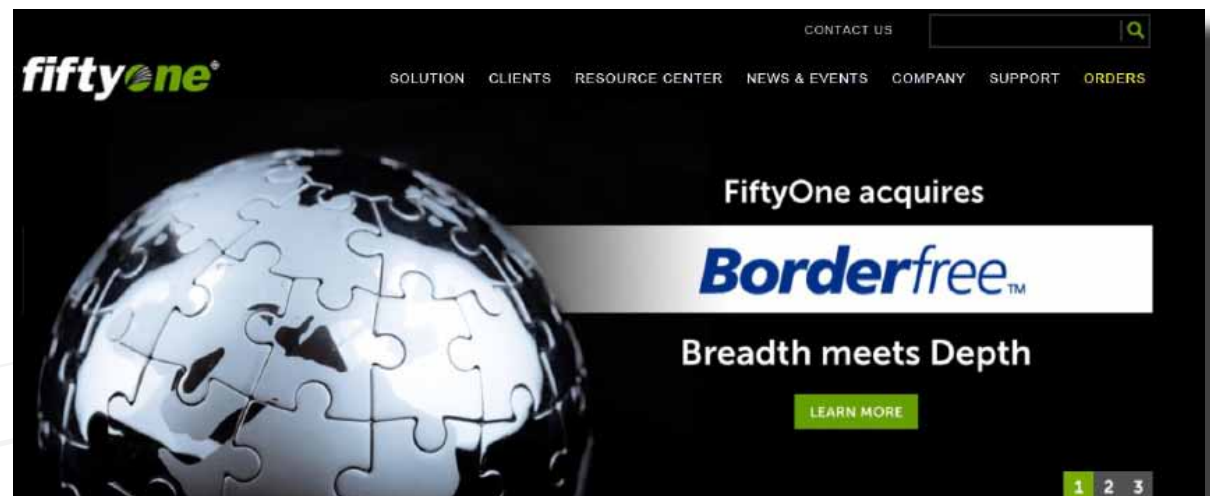 CONTACT US
fiftyone®
SOLUTION CLIENTS RESOURCE CENTER NEWS & EVENTS COMPANY SUPPORT ORDERS
FiftyOne acquires
Borderfree™
Breadth meets Depth
LEARN MORE
1 2 3